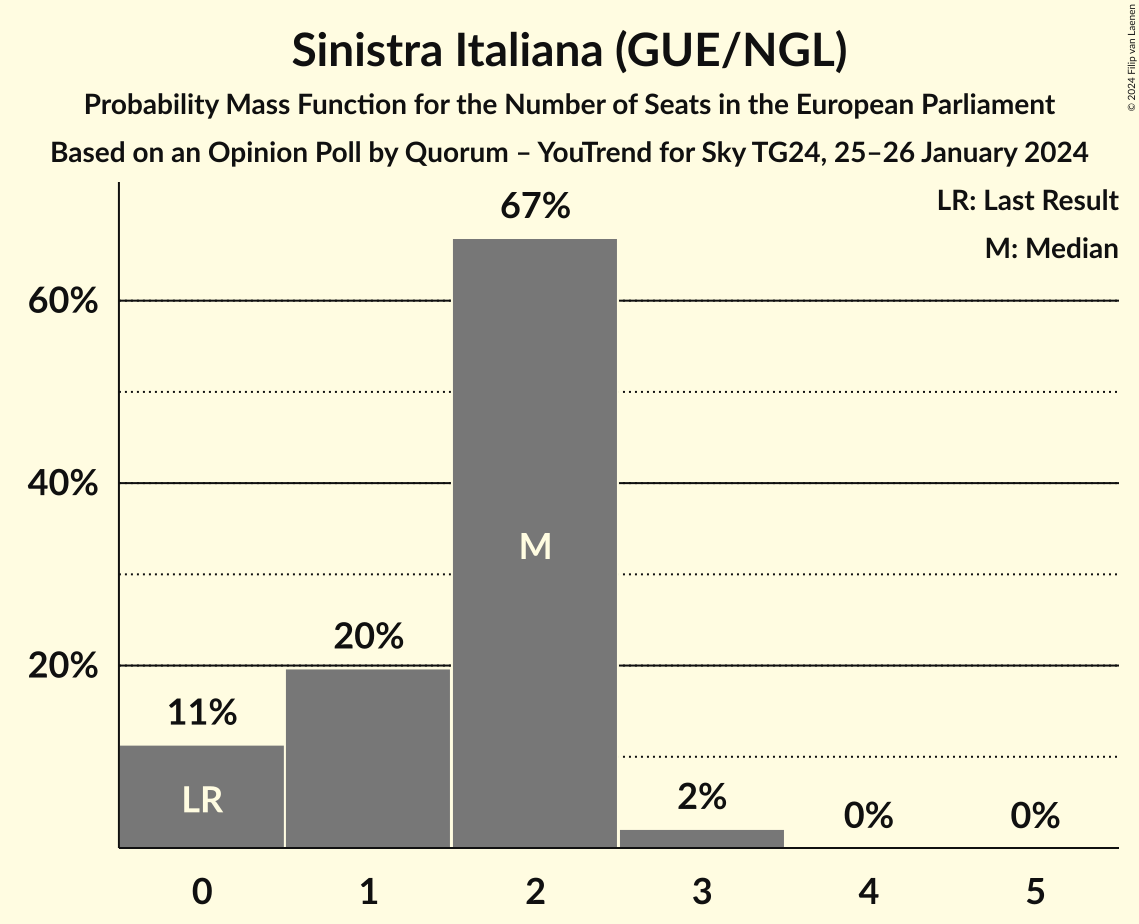 Sinistra Italiana (GUE/NGL)
Probability Mass Function for the Number of Seats in the European Parliament
Based on an Opinion Poll by Quorum – YouTrend for Sky TG24, 25–26 January 2024
© 2024 Filip van Laenen
LR: Last Result
M: Median
67%
60%
40%
M
20%
20%
11%
LR
2%
0%
0%
0
1
2
3
4
5